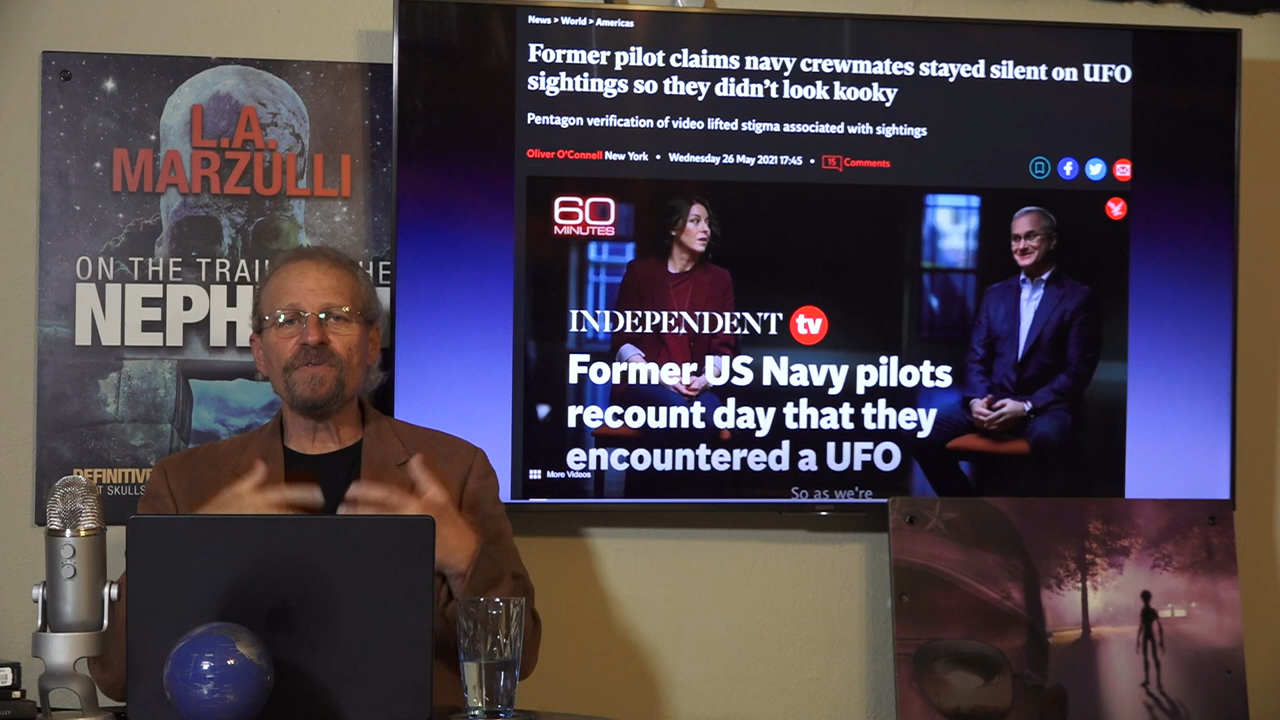 L.A.
MARZULLI
ON THE TRAI HE
NEPH
DEFINITIVE
T SKULLS
News > World > Americas
Former pilot claims navy crewmates stayed silent on UFO
sightings so they didn't look kooky
Pentagon verification of video lifted stigma associated with sightings
Oliver O'Connell New York • Wednesday 26 May 2021 17:45 • 15 Comments
60
MINUTES
INDEPENDENT tv
Former US Navy pilots
recount day that they
encountered a UFO
More Videos
So as we're